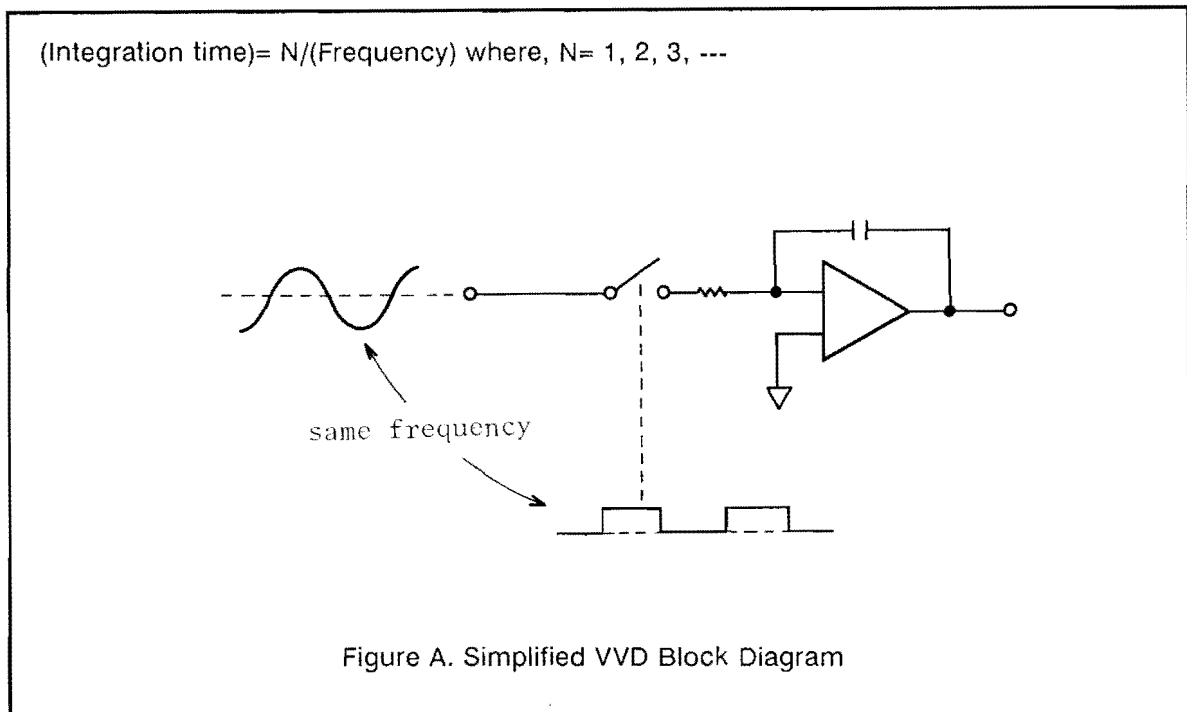 (Integration time)= N/(Frequency) where, N= 1, 2, 3, ---
same frequency
Figure A. Simplified VVD Block Diagram